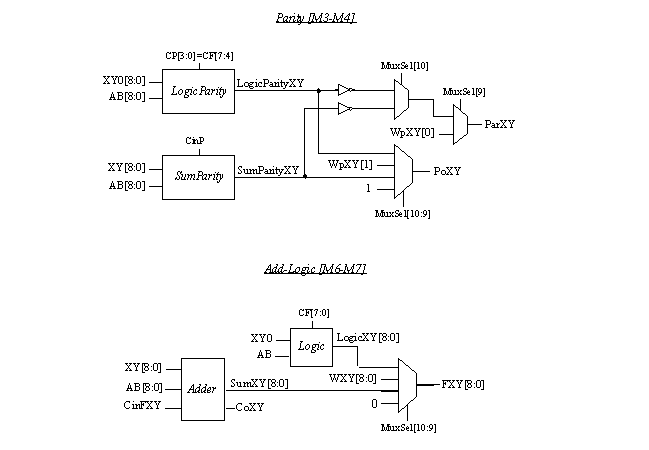 Parity [M3-M4]
CP[3:0]=CF[7:4]
MuxSel[10]
XY0[8:0]
AB[8:0]
LogicParity
LogicParityXY
MuxSel[9]
ParXY
WpXY[0]
CinP
XY[8:0]
AB[8:0]
SumParity
SumParityXY
WpXY[1]
1
PoXY
MuxSel[10:9]
Add-Logic [M6-M7]
CF[7:0]
XY0
AB
Logic
LogicXY[8:0]
XY[8:0]
AB[8:0]
CinFXY
Adder
SumXY[8:0]
CoXY
WXY[8:0]
0
FXY[8:0]
MuxSel[10:9]